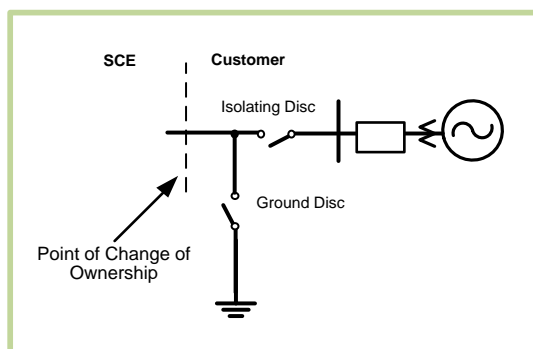 SCE
Customer
Isolating Disc
Ground Disc
Point of Change of
Ownership